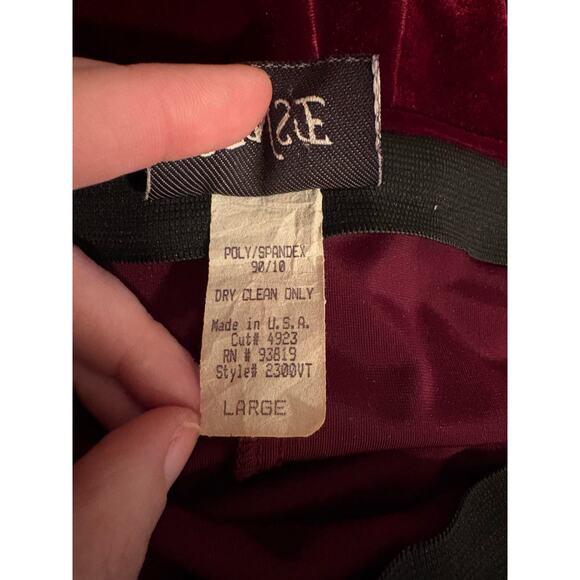 POLY/SPANDEX
90/10
DRY CLEAN ONLY
Made in U.S.A.
Cut# 4923
RN # 93819
Style# 2300VT
LARGE